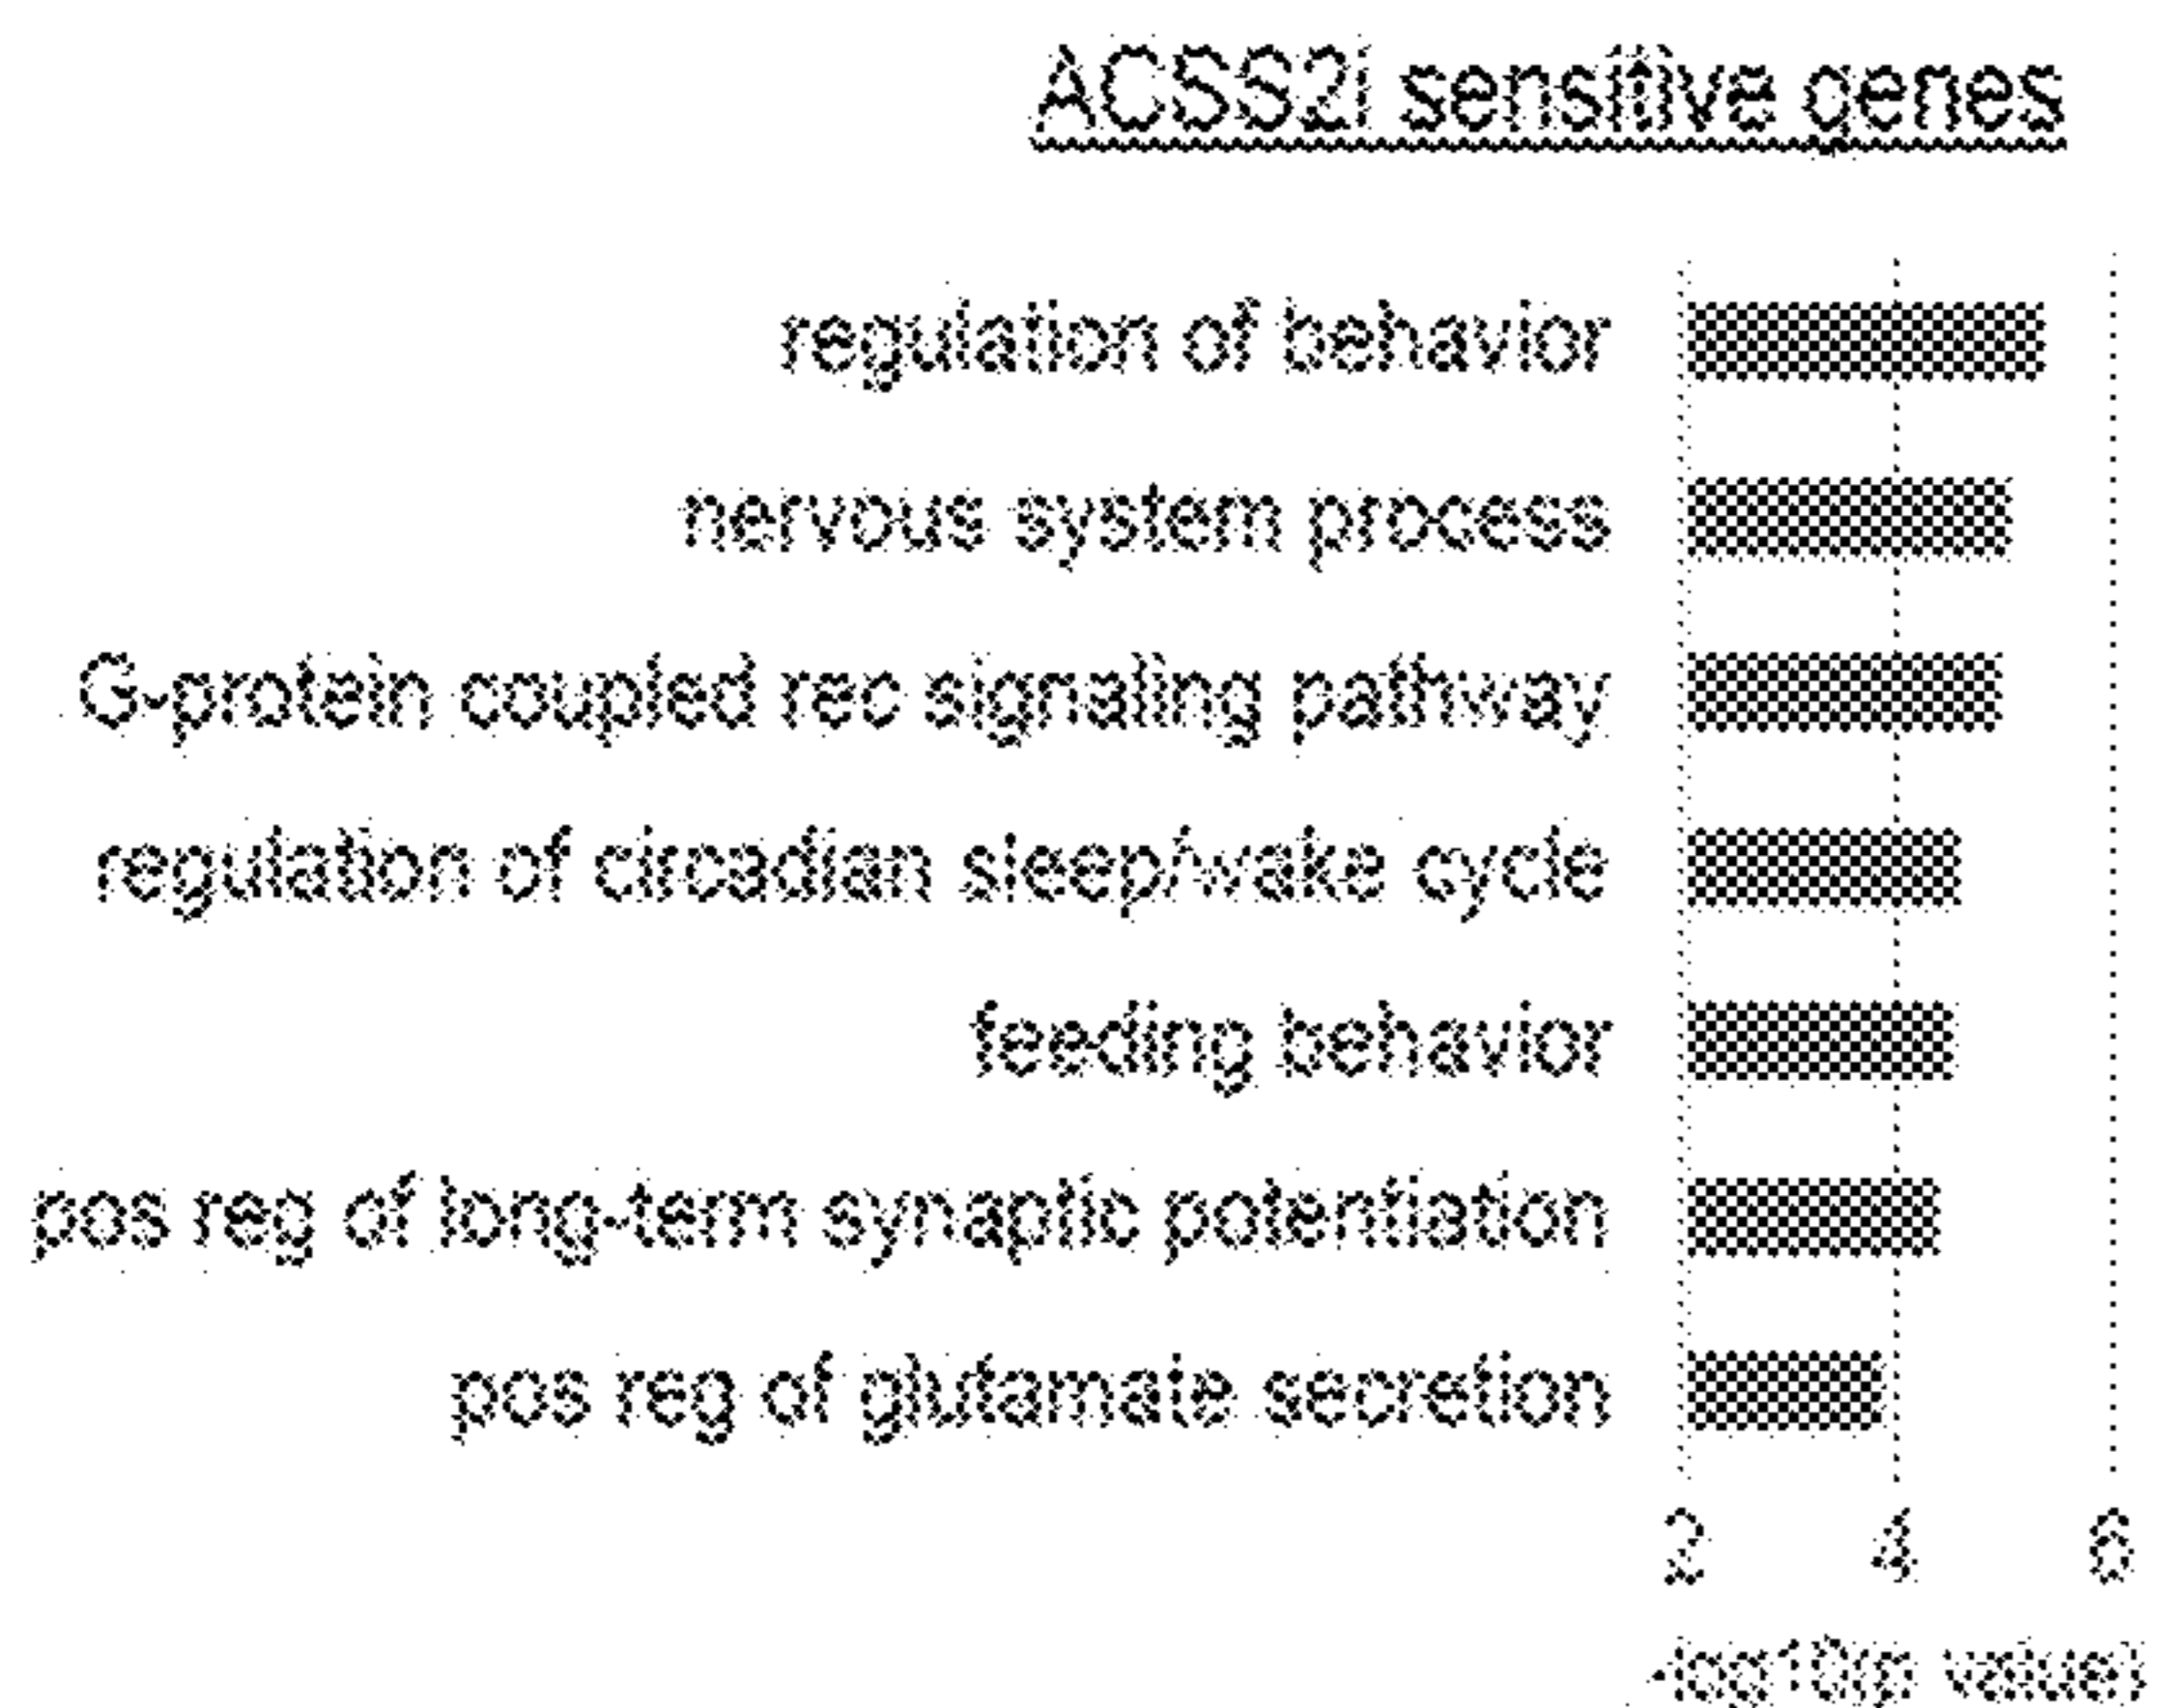 ACSS2i sensitive genes
regulation of behavior
nervous system process
G-protein coupled rec signaling pathway
regulation of circadian sleep/wake cycle
feeding behavior
pos reg of long-term synaptic potentiation
pos reg of glutamate secretion
2 4 6
-log10(p value)